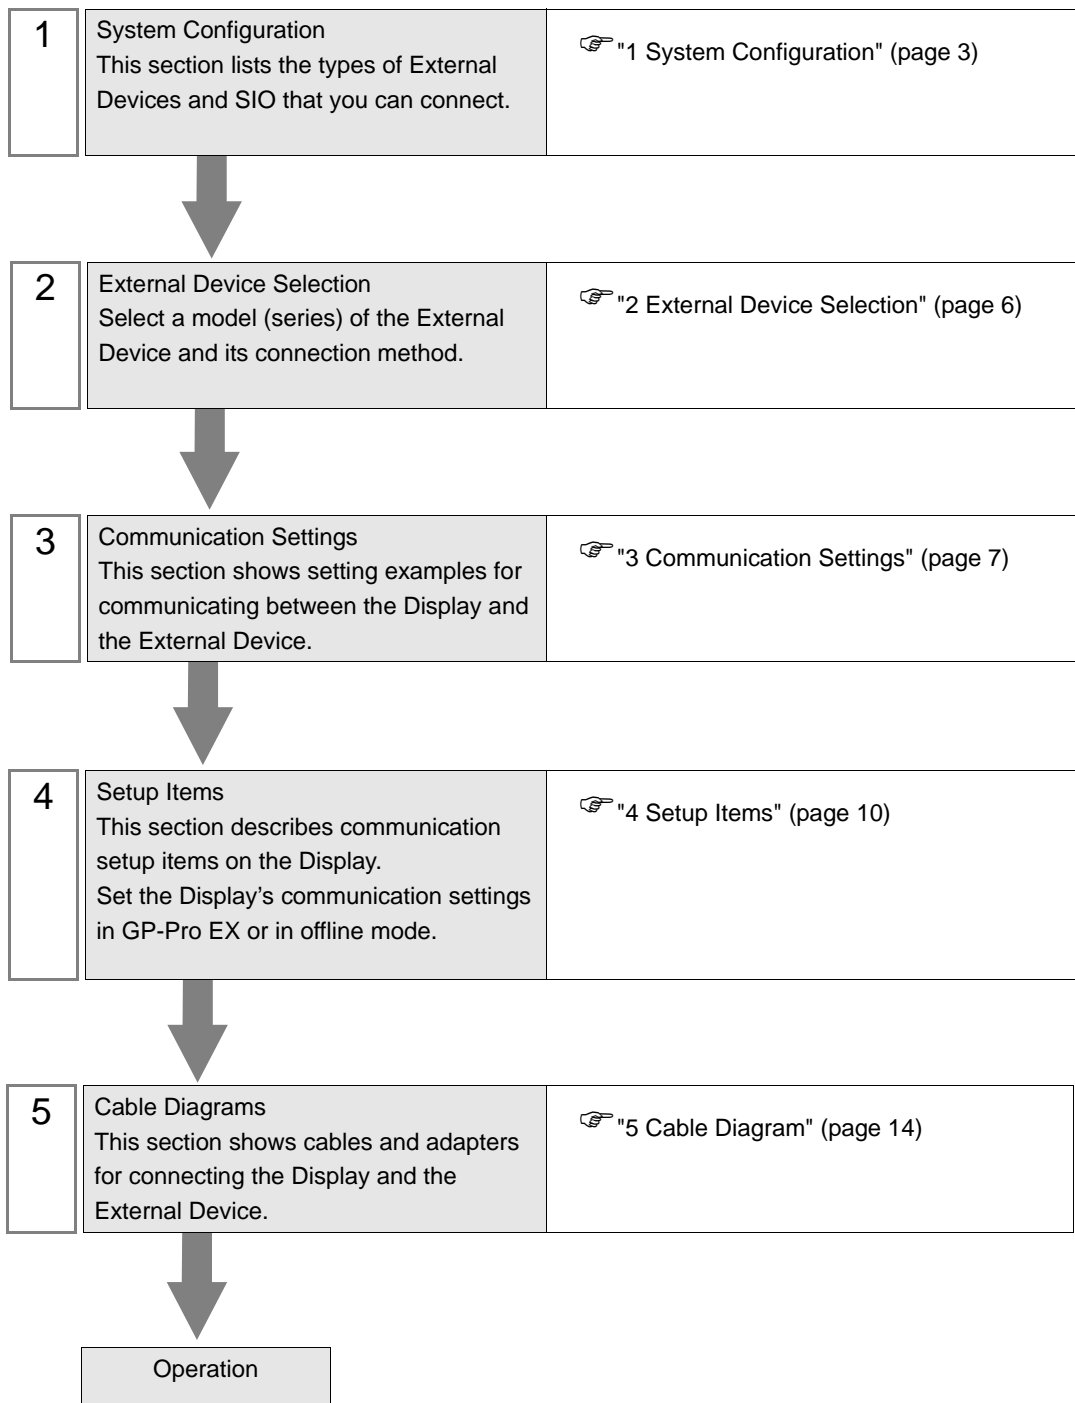 1
System Configuration
This section lists the types of External
Devices and SIO that you can connect.
"1 System Configuration" (page 3)
2
External Device Selection
Select a model (series) of the External
Device and its connection method.
"2 External Device Selection" (page 6)
3
Communication Settings
This section shows setting examples for
communicating between the Display and
the External Device.
"3 Communication Settings" (page 7)
4
Setup Items
This section describes communication
setup items on the Display.
Set the Display’s communication settings
in GP-Pro EX or in offline mode.
"4 Setup Items" (page 10)
5
Cable Diagrams
This section shows cables and adapters
for connecting the Display and the
External Device.
"5 Cable Diagram" (page 14)
Operation